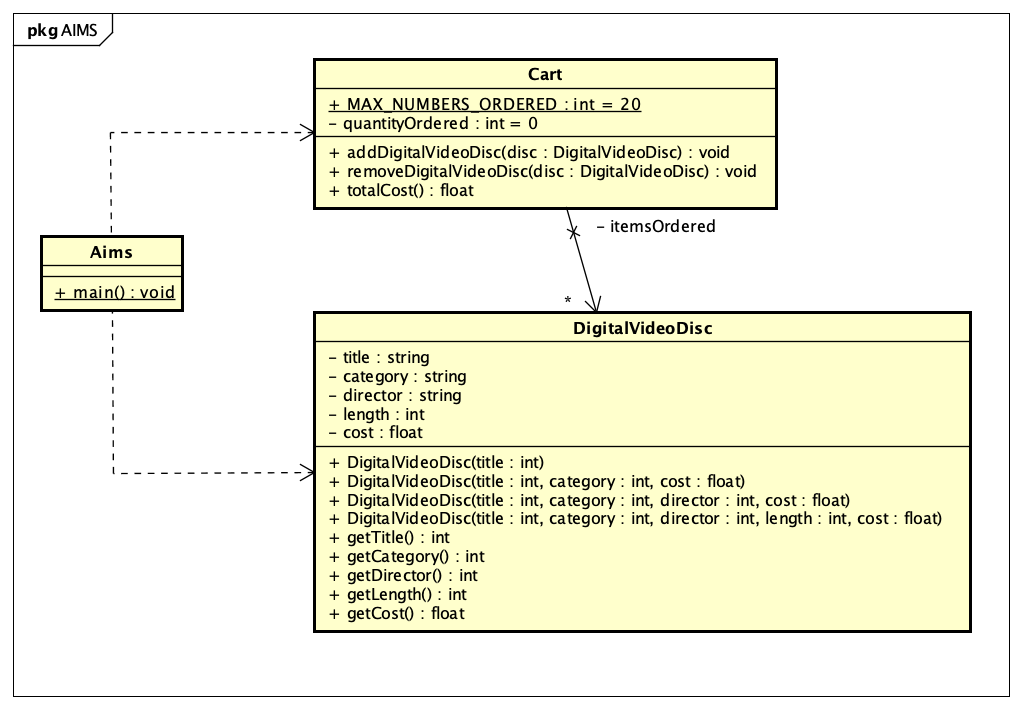 pkg AIMS
Cart
+ MAX_NUMBERS_ORDERED : int = 20
− quantityOrdered : int = 0
+ addDigitalVideoDisc(disc : DigitalVideoDisc) : void
+ removeDigitalVideoDisc(disc : DigitalVideoDisc) : void
+ totalCost() : float
− itemsOrdered
Aims
+ main() : void
*
DigitalVideoDisc
− title : string
− category : string
− director : string
− length : int
− cost : float
+ DigitalVideoDisc(title : int)
+ DigitalVideoDisc(title : int, category : int, cost : float)
+ DigitalVideoDisc(title : int, category : int, director : int, cost : float)
+ DigitalVideoDisc(title : int, category : int, director : int, length : int, cost : float)
+ getTitle() : int
+ getCategory() : int
+ getDirector() : int
+ getLength() : int
+ getCost() : float